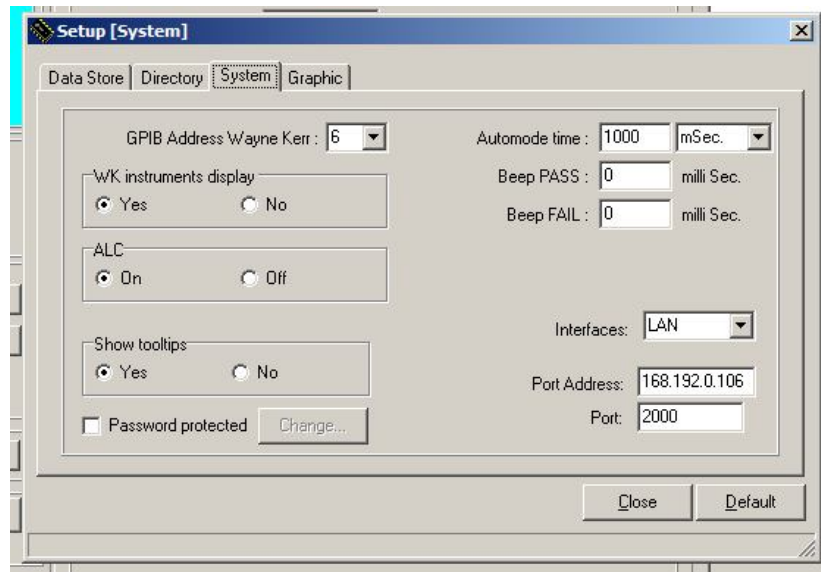 Setup [System]
Data Store Directory System Graphic
GPIB Address Wayne Kerr : 6
Automode time : 1000 mSec.
WK instruments display
Yes No
Beep PASS : 0 milli Sec.
Beep FAIL : 0 milli Sec.
ALC
On Off
Interfaces: LAN
Show tooltips
Yes No
Port Address: 168.192.0.106
Password protected Change...
Port: 2000
Close Default